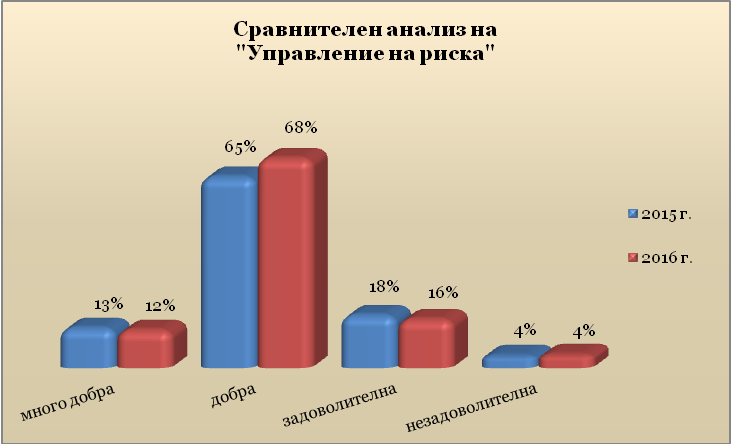 Сравнителен анализ на
"Управление на риска"
68%
65%
2015 г.
2016 г.
18%
16%
13%
12%
4%
4%
много добра
добра
задоволителна
незадоволителна